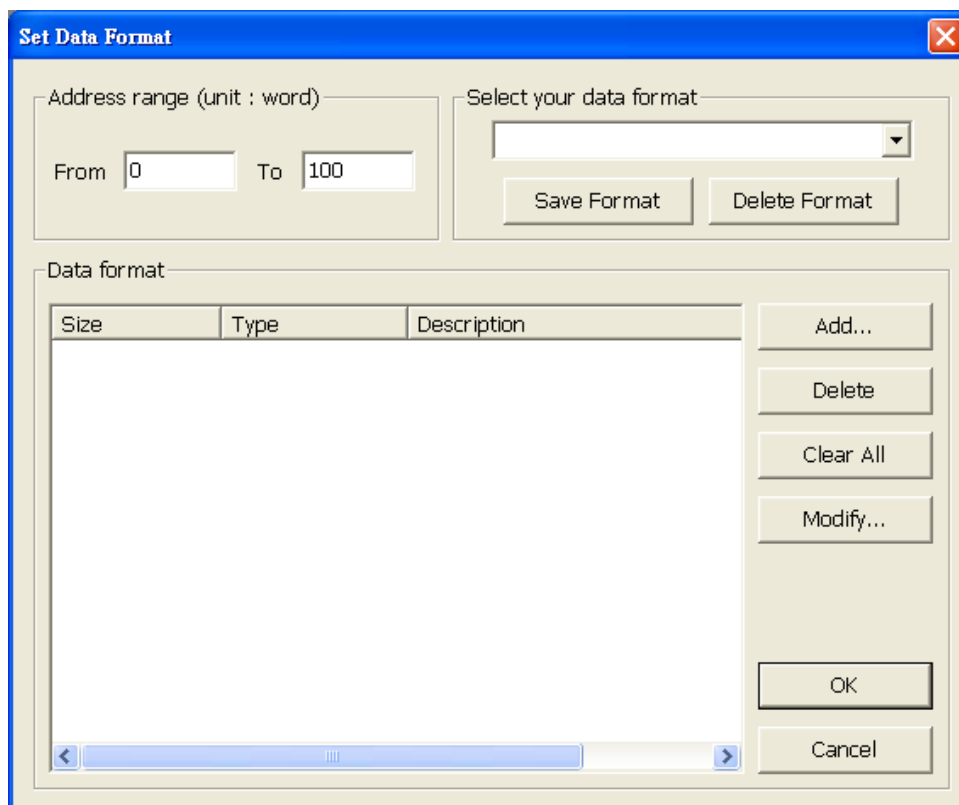 Set Data Format
Address range (unit : word)
From 0 To 100
Select your data format
Save Format Delete Format
Data format
Size Type Description
Add...
Delete
Clear All
Modify...
OK
Cancel